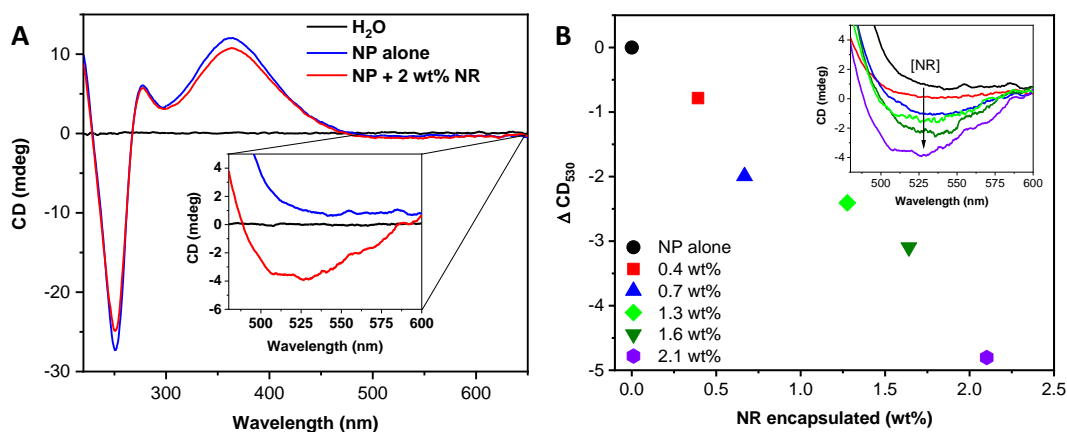 A
H₂O
NP alone
NP + 2 wt% NR
CD (mdeg)
10
0
-10
-20
-30
300
400
500
600
Wavelength (nm)
CD (mdeg)
4
2
0
-2
-4
-6
500
525
550
575
600
Wavelength (nm)
B
Δ CD₅₃₀
0
-1
-2
-3
-4
-5
0.0
0.5
1.0
1.5
2.0
2.5
NR encapsulated (wt%)
NP alone
0.4 wt%
0.7 wt%
1.3 wt%
1.6 wt%
2.1 wt%
[NR]
CD (mdeg)
4
2
0
-2
-4
500
520
540
560
580
600
Wavelength (nm)